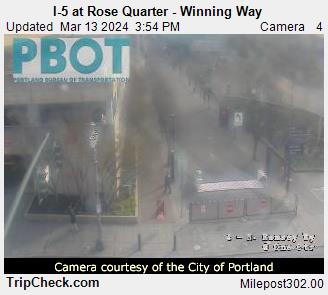 I-5 at Rose Quarter - Winning Way
Updated Mar 13 2024 3:54 PM Camera 4
PBOT
PORTLAND BUREAU OF TRANSPORTATION
Camera courtesy of the City of Portland
TripCheck.com Milepost302.00